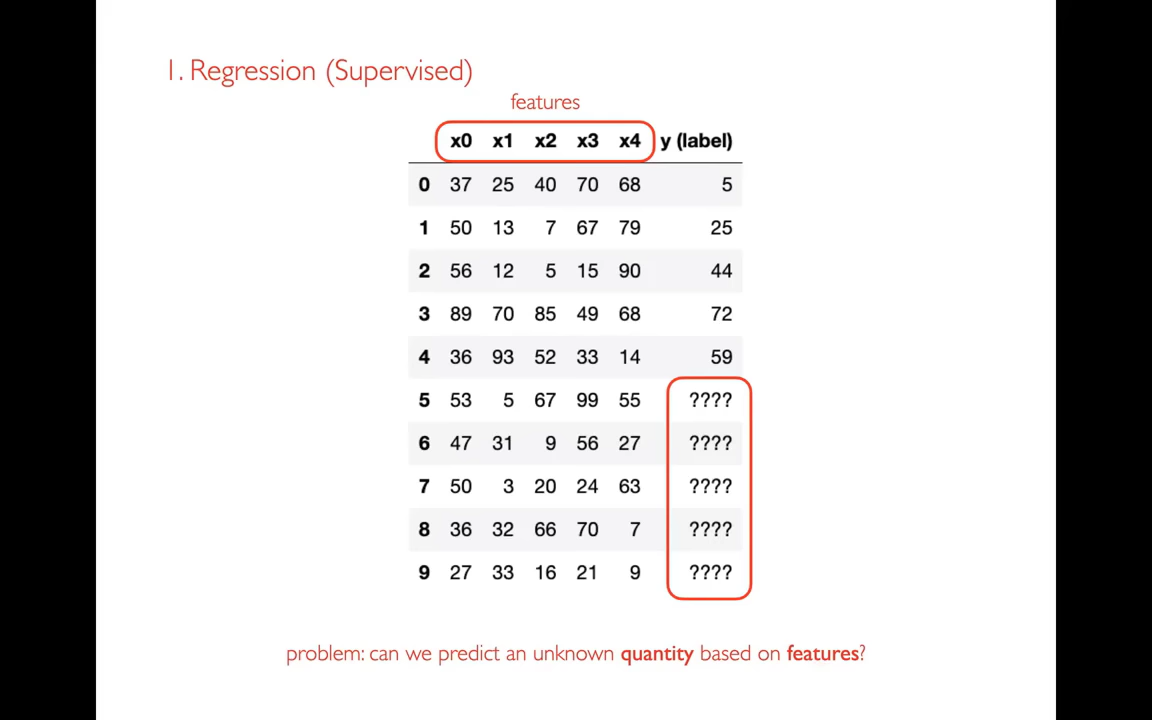 1. Regression (Supervised)
features
x0 x1 x2 x3 x4 y (label)
0 37 25 40 70 68 5
1 50 13 7 67 79 25
2 56 12 5 15 90 44
3 89 70 85 49 68 72
4 36 93 52 33 14 59
5 53 5 67 99 55 ????
6 47 31 9 56 27 ????
7 50 3 20 24 63 ????
8 36 32 66 70 7 ????
9 27 33 16 21 9 ????
problem: can we predict an unknown quantity based on features?